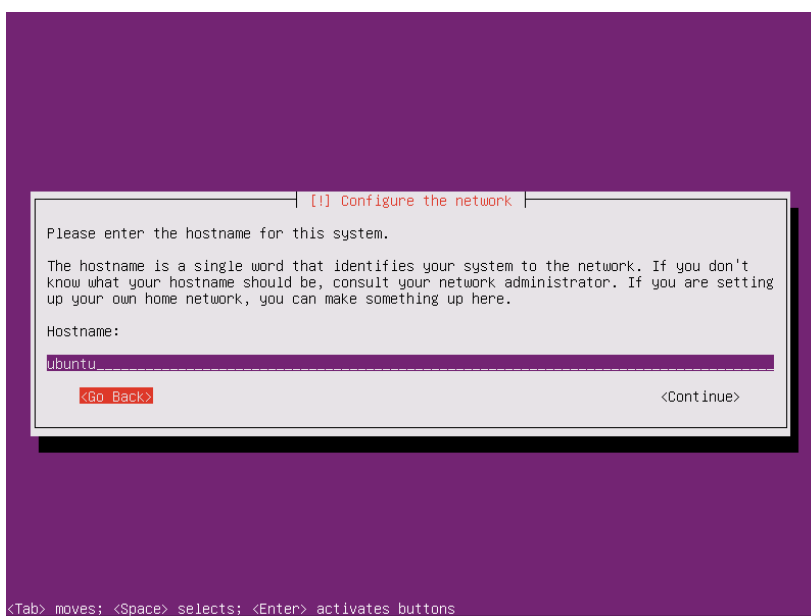 [!] Configure the network
Please enter the hostname for this system.
The hostname is a single word that identifies your system to the network. If you don't
know what your hostname should be, consult your network administrator. If you are setting
up your own home network, you can make something up here.
Hostname:
ubuntu
<Go Back> <Continue>
<Tab> moves; <Space> selects; <Enter> activates buttons